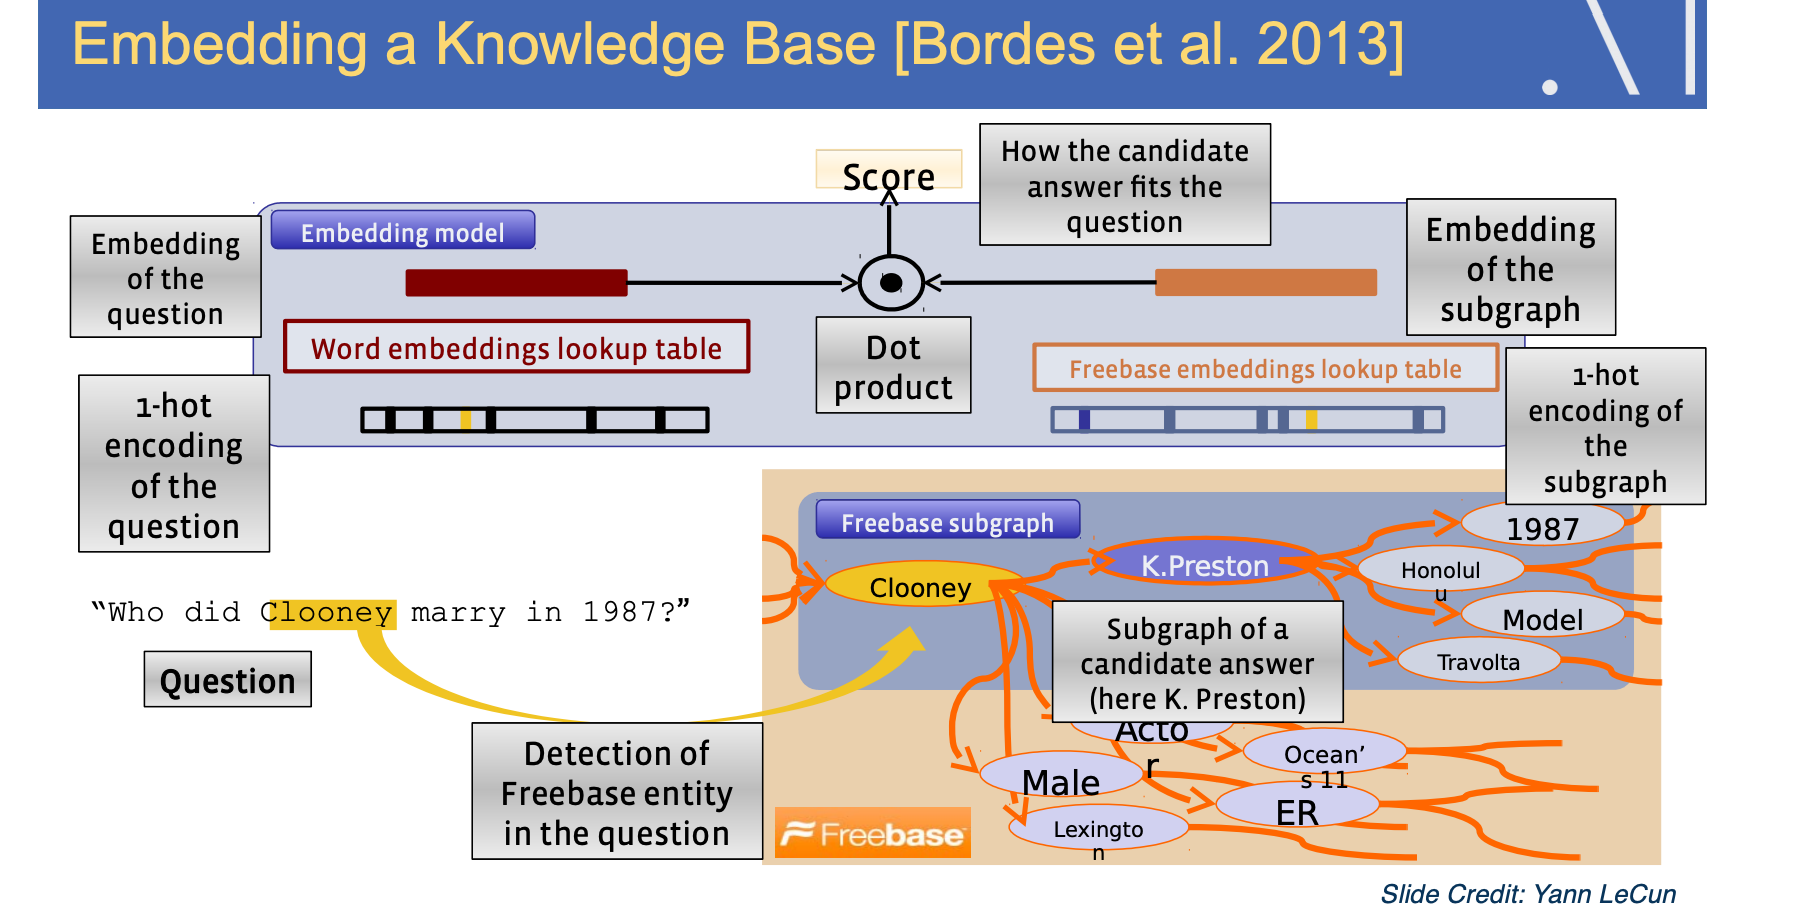 Embedding a Knowledge Base [Bordes et al. 2013]
Score
How the candidate
answer fits the
question
Embedding
of the
question
Embedding model
Embedding
of the
subgraph
Word embeddings lookup table
Dot
product
Freebase embeddings lookup table
1-hot
encoding
of the
question
1-hot
encoding of
the
subgraph
Freebase subgraph
1987
K.Preston
Honolul
u
Clooney
Model
“Who did Clooney marry in 1987?”
Subgraph of a
candidate answer
(here K. Preston)
Travolta
Question
Acto
r
Detection of
Freebase entity
in the question
Ocean’
s 11
Male
ER
Lexingto
n
Freebase
Slide Credit: Yann LeCun